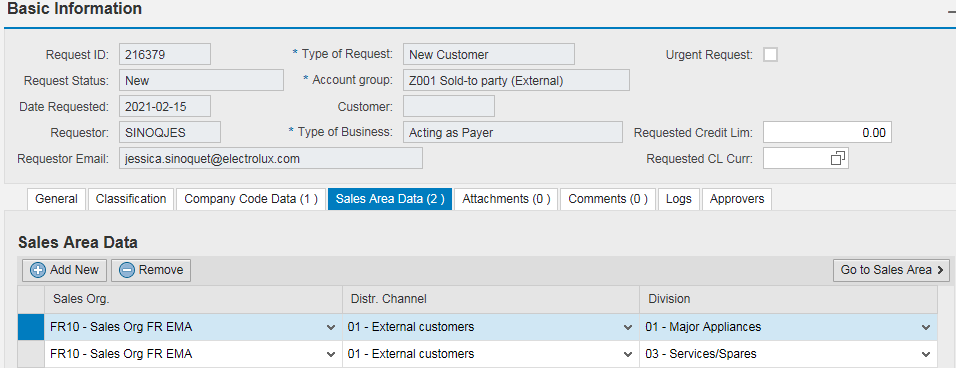 Basic Information
Request ID: 216379 * Type of Request: New Customer Urgent Request:
Request Status: New * Account group: Z001 Sold-to party (External)
Date Requested: 2021-02-15 Customer:
Requestor: SINOQJES * Type of Business: Acting as Payer Requested Credit Lim: 0.00
Requestor Email: jessica.sinoquet@electrolux.com Requested CL Curr:
General Classification Company Code Data (1 ) Sales Area Data (2 ) Attachments (0 ) Comments (0 ) Logs Approvers
Sales Area Data
Add New Remove Go to Sales Area
Sales Org. Distr. Channel Division
FR10 - Sales Org FR EMA 01 - External customers 01 - Major Appliances
FR10 - Sales Org FR EMA 01 - External customers 03 - Services/Spares